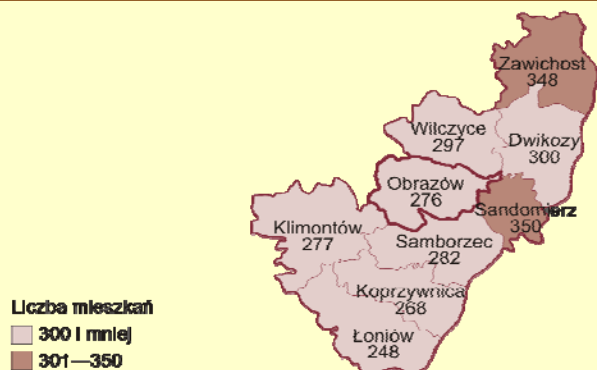 Zawichost
348
Wilczyce
297
Dwikozy
300
Obrazów
276
Sandomierz
350
Klimontów
277
Samborzec
282
Koprzywnica
268
Łoniów
248
Liczba mieszkań
300 i mniej
301—350